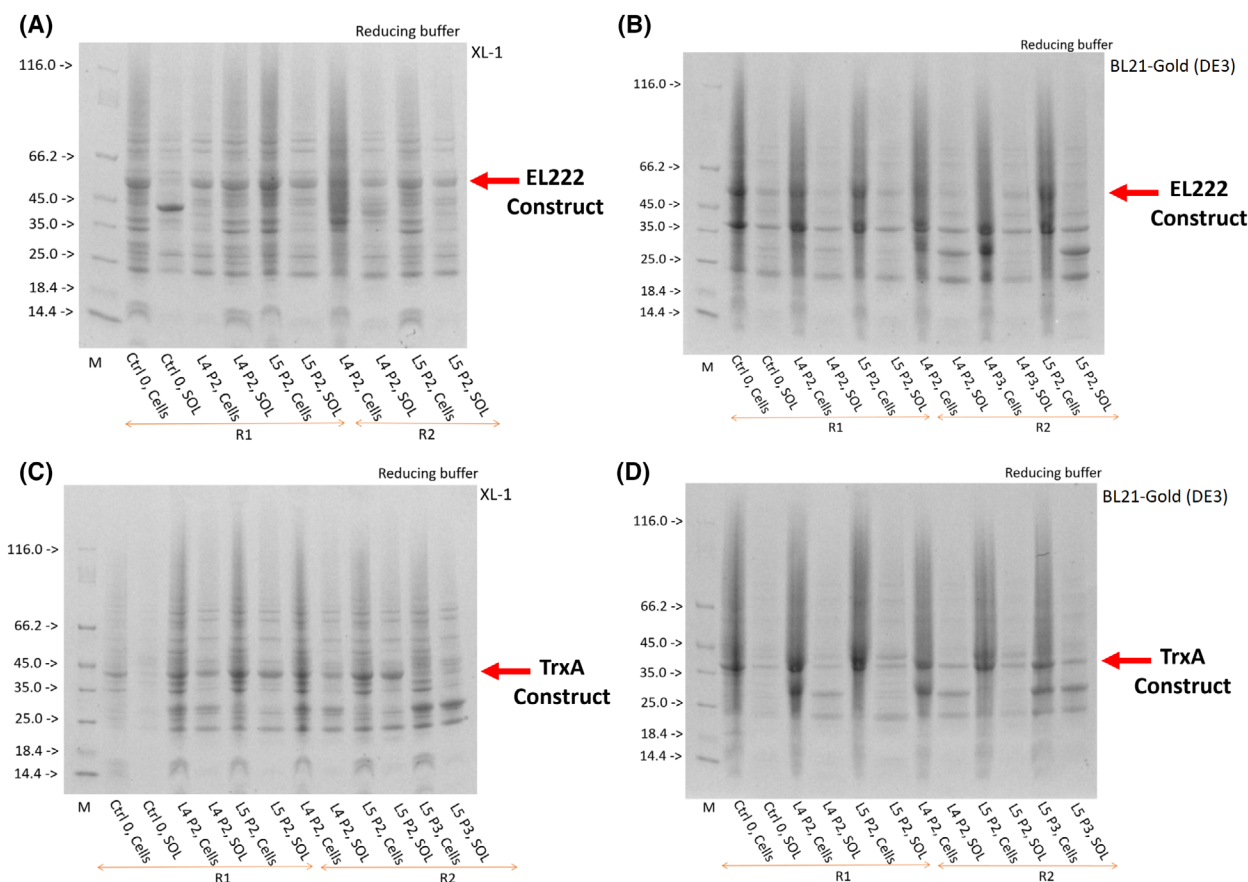 (A)
Reducing buffer
XL-1
116.0 ->
66.2 ->
45.0 ->
35.0 ->
25.0 ->
18.4 ->
14.4 ->
EL222
Construct
M
Ctrl 0, Cells
Ctrl 0, SOL
L4 P2, Cells
L4 P2, SOL
L5 P2, Cells
L5 P2, SOL
L4 P2, Cells
L4 P2, SOL
L5 P2, Cells
L5 P2, SOL
R1
R2
(B)
Reducing buffer
BL21-Gold (DE3)
116.0 ->
66.2 ->
45.0 ->
35.0 ->
25.0 ->
18.4 ->
14.4 ->
EL222
Construct
M
Ctrl 0, Cells
Ctrl 0, SOL
L4 P2, Cells
L4 P2, SOL
L5 P2, Cells
L5 P2, SOL
L4 P2, Cells
L4 P2, SOL
L4 P3, Cells
L4 P3, SOL
L5 P2, Cells
L5 P2, SOL
R1
R2
(C)
Reducing buffer
XL-1
116.0 ->
66.2 ->
45.0 ->
35.0 ->
25.0 ->
18.4 ->
14.4 ->
TrxA
Construct
M
Ctrl 0, Cells
Ctrl 0, SOL
L4 P2, Cells
L4 P2, SOL
L5 P2, Cells
L5 P2, SOL
L4 P2, Cells
L4 P2, SOL
L5 P2, Cells
L5 P2, SOL
L5 P3, Cells
L5 P3, SOL
R1
R2
(D)
Reducing buffer
BL21-Gold (DE3)
116.0 ->
66.2 ->
45.0 ->
35.0 ->
25.0 ->
18.4 ->
14.4 ->
TrxA
Construct
M
Ctrl 0, Cells
Ctrl 0, SOL
L4 P2, Cells
L4 P2, SOL
L5 P2, Cells
L5 P2, SOL
L4 P2, Cells
L4 P2, SOL
L5 P2, Cells
L5 P2, SOL
L5 P3, Cells
L5 P3, SOL
R1
R2